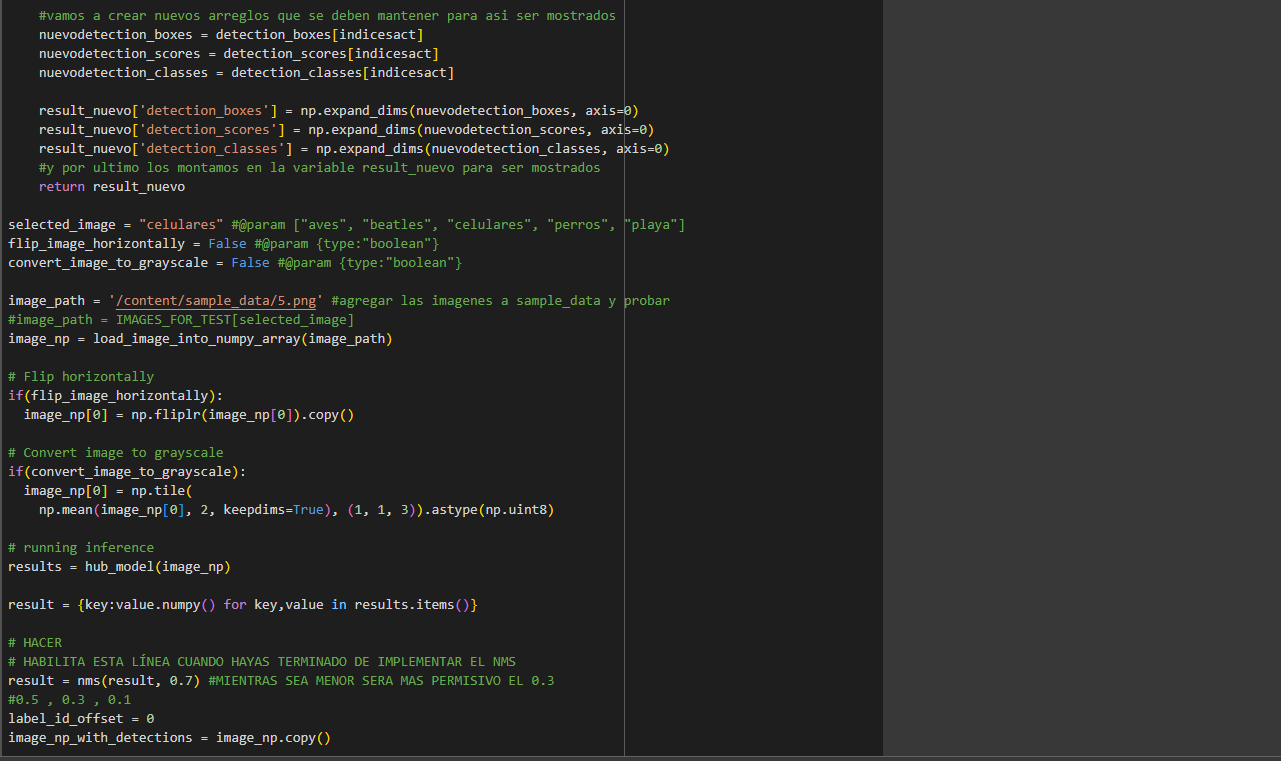 #vamos a crear nuevos arreglos que se deben mantener para asi ser mostrados
nuevodetection_boxes = detection_boxes[indicesact]
nuevodetection_scores = detection_scores[indicesact]
nuevodetection_classes = detection_classes[indicesact]
result_nuevo['detection_boxes'] = np.expand_dims(nuevodetection_boxes, axis=0)
result_nuevo['detection_scores'] = np.expand_dims(nuevodetection_scores, axis=0)
result_nuevo['detection_classes'] = np.expand_dims(nuevodetection_classes, axis=0)
#y por ultimo los montamos en la variable result_nuevo para ser mostrados
return result_nuevo
selected_image = "celulares" #@param ["aves", "beatles", "celulares", "perros", "playa"]
flip_image_horizontally = False #@param {type:"boolean"}
convert_image_to_grayscale = False #@param {type:"boolean"}
image_path = '/content/sample_data/5.png' #agregar las imagenes a sample_data y probar
#image_path = IMAGES_FOR_TEST[selected_image]
image_np = load_image_into_numpy_array(image_path)
# Flip horizontally
if(flip_image_horizontally):
image_np[0] = np.fliplr(image_np[0]).copy()
# Convert image to grayscale
if(convert_image_to_grayscale):
image_np[0] = np.tile(
np.mean(image_np[0], 2, keepdims=True), (1, 1, 3)).astype(np.uint8)
# running inference
results = hub_model(image_np)
result = {key:value.numpy() for key,value in results.items()}
# HACER
# HABILITA ESTA LÍNEA CUANDO HAYAS TERMINADO DE IMPLEMENTAR EL NMS
result = nms(result, 0.7) #MIENTRAS SEA MENOR SERA MAS PERMISIVO EL 0.3
#0.5 , 0.3 , 0.1
label_id_offset = 0
image_np_with_detections = image_np.copy()